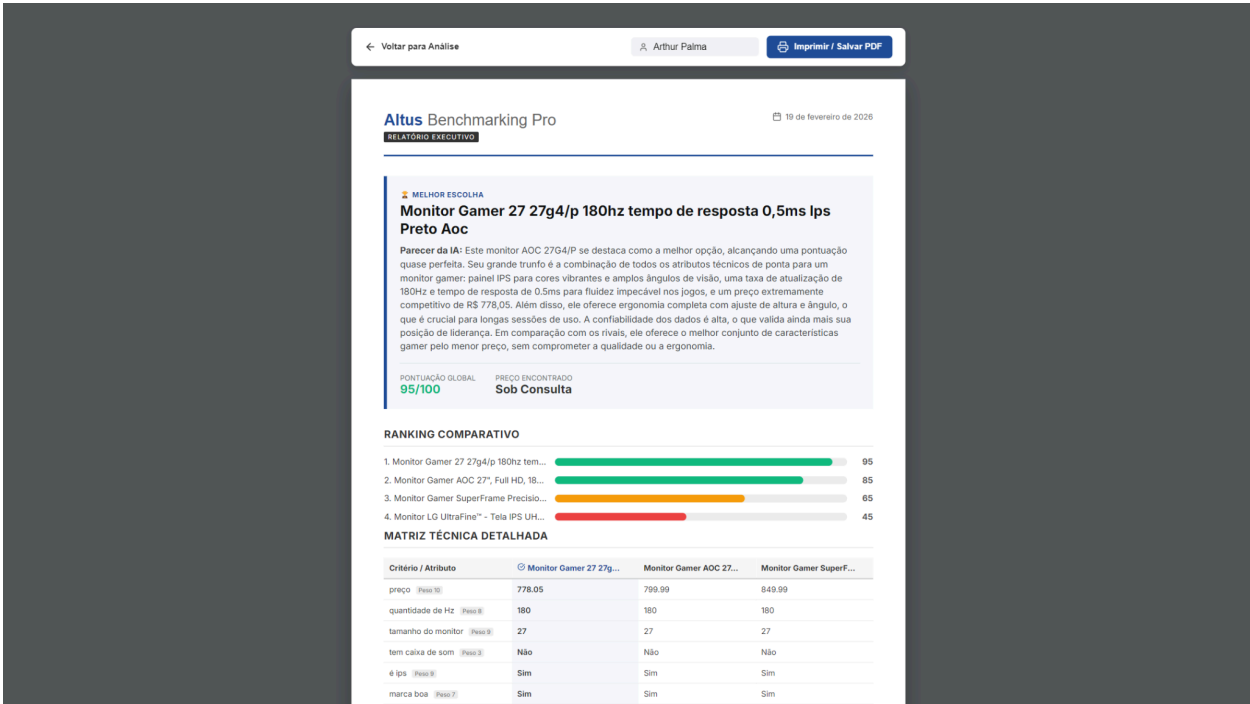 Voltar para Análise
Arthur Palma
Imprimir / Salvar PDF
Altus Benchmarking Pro
19 de fevereiro de 2026
RELATÓRIO EXECUTIVO
MELHOR ESCOLHA
Monitor Gamer 27 27g4/p 180hz tempo de resposta 0,5ms Ips
Preto Aoc
Parecer da IA: Este monitor AOC 27G4/P se destaca como a melhor opção, alcançando uma pontuação
quase perfeita. Seu grande trunfo é a combinação de todos os atributos técnicos de ponta para um
monitor gamer: painel IPS para cores vibrantes e amplos ângulos de visão, uma taxa de atualização de
180Hz e tempo de resposta de 0.5ms para fluidez impecável nos jogos, e um preço extremamente
competitivo de R$ 778,05. Além disso, ele oferece ergonomia completa com ajuste de altura e ângulo, o
que é crucial para longas sessões de uso. A confiabilidade dos dados é alta, o que valida ainda mais sua
posição de liderança. Em comparação com os rivais, ele oferece o melhor conjunto de características
gamer pelo menor preço, sem comprometer a qualidade ou a ergonomia.
PONTUAÇÃO GLOBAL PREÇO ENCONTRADO
95/100 Sob Consulta
RANKING COMPARATIVO
1. Monitor Gamer 27 27g4/p 180hz tem... 95
2. Monitor Gamer AOC 27", Full HD, 18... 85
3. Monitor Gamer SuperFrame Precisio... 65
4. Monitor LG UltraFine™ - Tela IPS UH... 45
MATRIZ TÉCNICA DETALHADA
Critério / Atributo Monitor Gamer 27 27g... Monitor Gamer AOC 27... Monitor Gamer SuperF...
preço Peso 10 778.05 799.99 849.99
quantidade de Hz Peso 8 180 180 180
tamanho do monitor Peso 9 27 27 27
tem caixa de som Peso 3 Não Não Não
é ips Peso 8 Sim Sim Sim
marca boa Peso 7 Sim Sim Sim